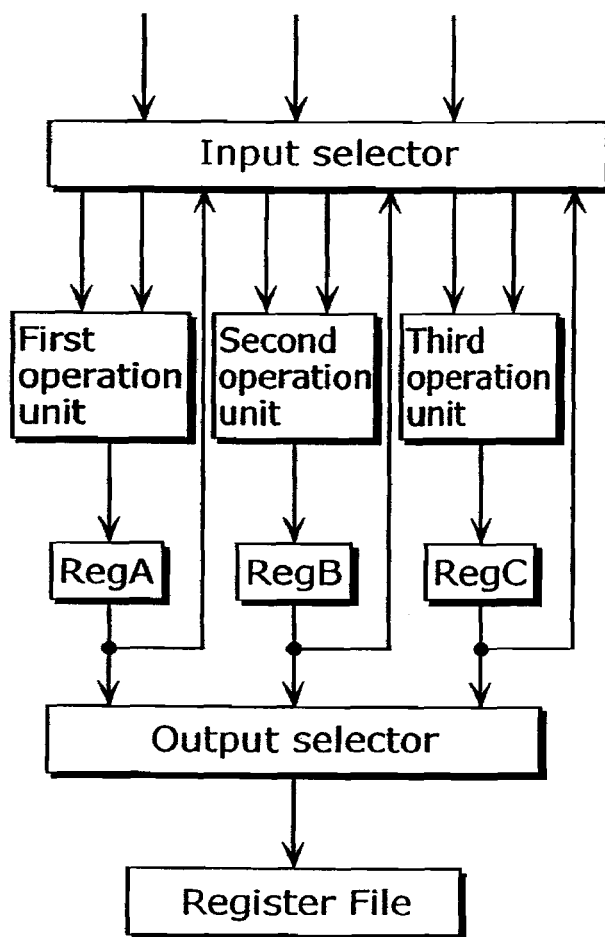 Input selector
First
operation
unit
Second
operation
unit
Third
operation
unit
RegA
RegB
RegC
Output selector
Register File